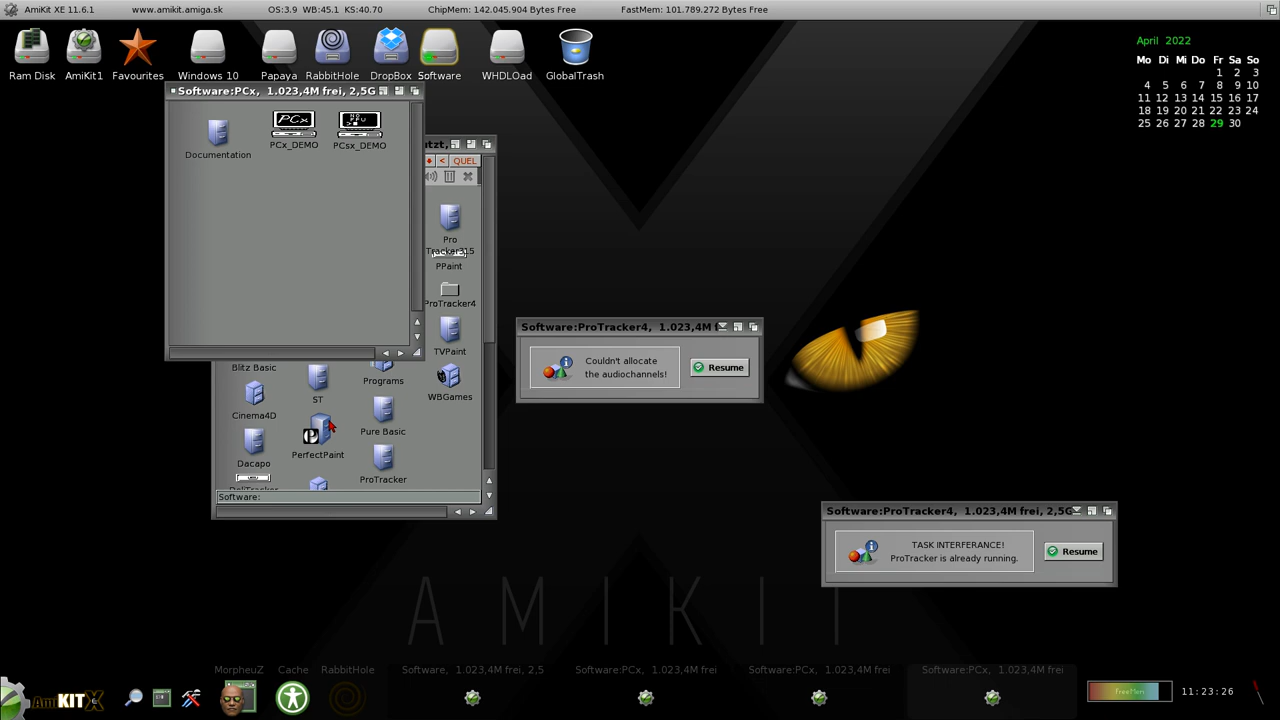 AmiKit XE 11.6.1 www.amikit.amiga.sk OS:3.9 WB:45.1 Kickstart ChipMem: 142.045.904 Bytes Free FastMem: 101.789.272 Bytes Free
Ram Disk
AmiKit1
Favourites
Windows 10
Papaya
RabbitHole
DropBox
Software
WHDLOad
GlobalTrash
April 2022
Mo Di Mi Do Fr Sa So
1 2 3
4 5 6 7 8 9 10
11 12 13 14 15 16 17
18 19 20 21 22 23 24
25 26 27 28 29 30
Software:PCx, 1.023,4M frei, 2,5G
Documentation
PCx_DEMO
PCsx_DEMO
utzt,
QUEL
Pro
Tracker315
PPaint
ProTracker4
TVPaint
WBGames
Blitz Basic
ST
Programs
Cinema4D
PerfectPaint
Pure Basic
Dacapo
ProTracker
Software:
Software:ProTracker4, 1.023,4M f
Couldn't allocate
the audiochannels!
Resume
Software:ProTracker4, 1.023,4M frei, 2,5G
TASK INTERFERANCE!
ProTracker is already running.
Resume
AMIKIT
MorpheuZ
Cache
RabbitHole
Software, 1.023,4M frei, 2,5
Software:PCx, 1.023,4M frei
Software:PCx, 1.023,4M frei
Software:PCx, 1.023,4M frei
AmiKIT X
FreeMem
11:23:26